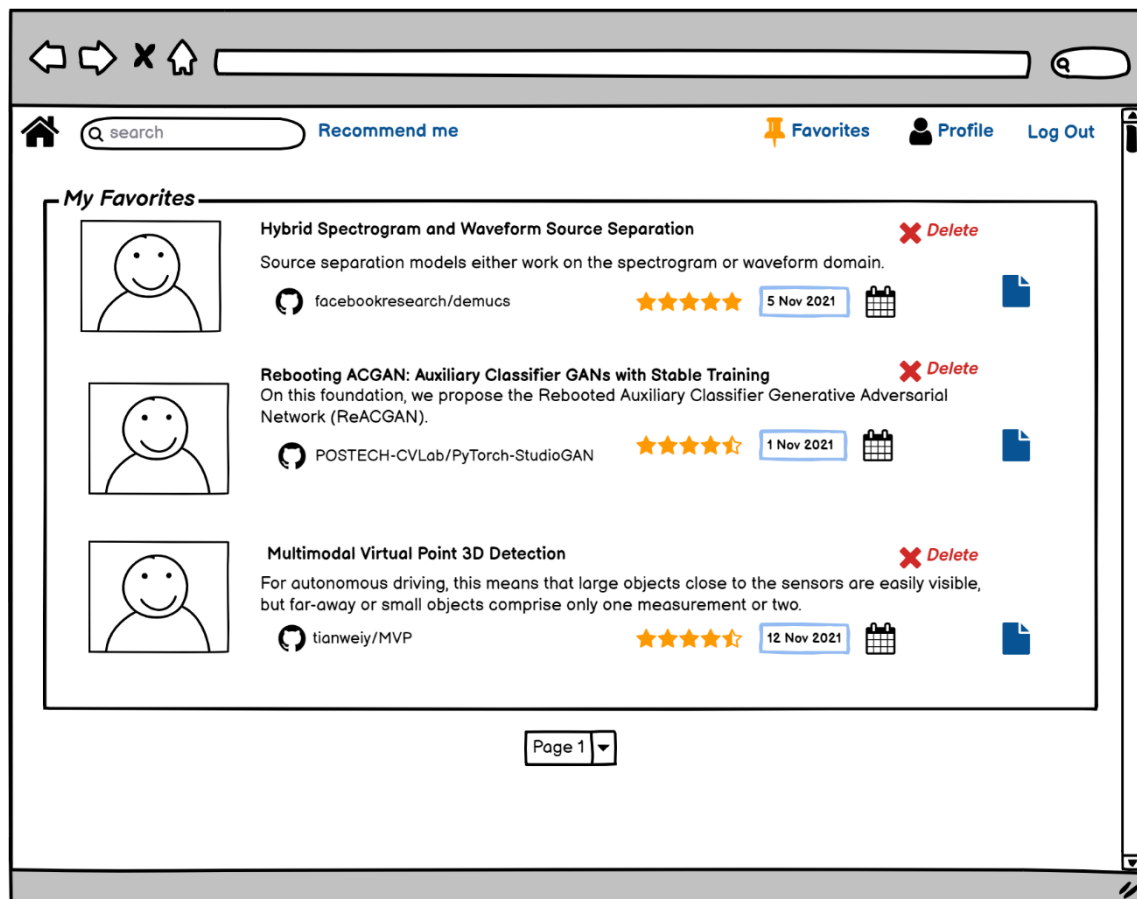 search
Recommend me
Favorites
Profile
Log Out
My Favorites
Hybrid Spectrogram and Waveform Source Separation
Delete
Source separation models either work on the spectrogram or waveform domain.
facebookresearch/demucs
5 Nov 2021
Rebooting ACGAN: Auxiliary Classifier GANs with Stable Training
Delete
On this foundation, we propose the Rebooted Auxiliary Classifier Generative Adversarial
Network (ReACGAN).
POSTECH-CVLab/PyTorch-StudioGAN
1 Nov 2021
Multimodal Virtual Point 3D Detection
Delete
For autonomous driving, this means that large objects close to the sensors are easily visible,
but far-away or small objects comprise only one measurement or two.
tianweiy/MVP
12 Nov 2021
Page 1